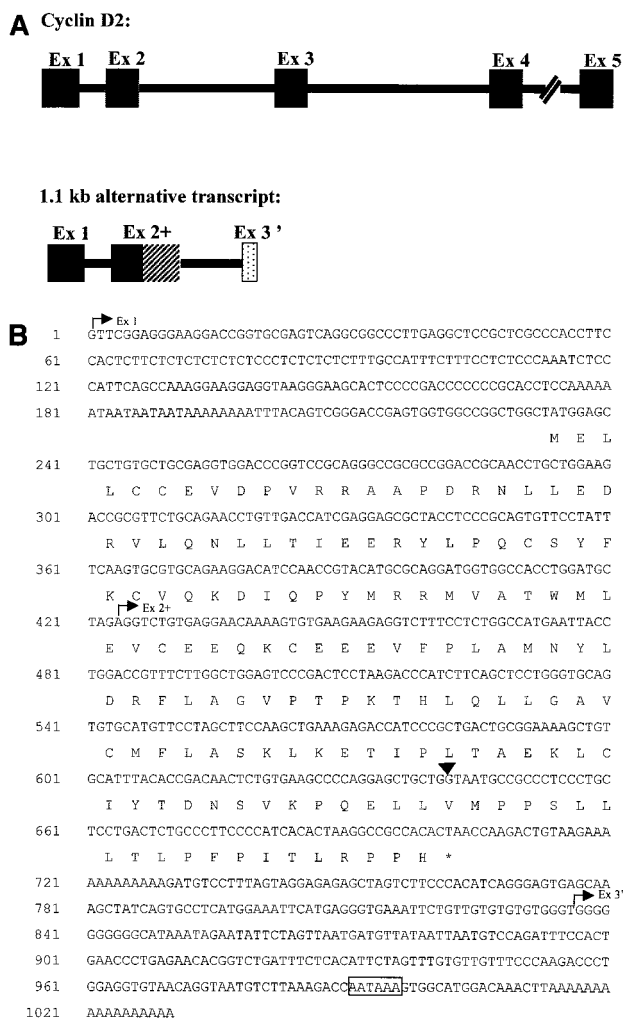 A Cyclin D2:
Ex 1 Ex 2 Ex 3 Ex 4 Ex 5
1.1 kb alternative transcript:
Ex 1 Ex 2+ Ex 3 '
B
Ex 1
1 GTTCGGAGGGAAGGACCGGTGCGAGTCAGGCGGCCCTTGAGGCTCCGCTCGCCCACCTTC
61 CACTCTTCTCTCTCTCTCTCCCTCTCTCTCTTTGCCATTTCTTTCCTCTCCCAAATCTCC
121 CATTCAGCCAAAGGAAGGAGGTAAGGGAAGCACTCCCCGACCCCCCCGCACCTCCAAAAA
181 ATAATAATAATAAAAAAAATTTACAGTCGGGACCGAGTGGTGGCCGGCTGGCTATGGAGC
M E L
241 TGCTGTGCTGCGAGGTGGACCCGGTCCGCAGGGCCGCGCCGGACCGCAACCTGCTGGAAG
L C C E V D P V R R A A P D R N L L E D
301 ACCGCGTTCTGCAGAACCTGTTGACCATCGAGGAGCGCTACCTCCCGCAGTGTTCCTATT
R V L Q N L L T I E E R Y L P Q C S Y F
361 TCAAGTGCGTGCAGAAGGACATCCAACCGTACATGCGCAGGATGGTGGCCACCTGGATGC
K C V Q K D I Q P Y M R R M V A T W M L
Ex 2+
421 TAGAGGTCTGTGAGGAACAAAAGTGTGAAGAAGAGGTCTTTCCTCTGGCCATGAATTACC
E V C E E Q K C E E E V F P L A M N Y L
481 TGGACCGTTTCTTGGCTGGAGTCCCGACTCCTAAGACCCATCTTCAGCTCCTGGGTGCAG
D R F L A G V P T P K T H L Q L L G A V
541 TGTGCATGTTCCTAGCTTCCAAGCTGAAAGAGACCATCCCGCTGACTGCGGAAAAGCTGT
C M F L A S K L K E T I P L T A E K L C
601 GCATTTACACCGACAACTCTGTGAAGCCCCAGGAGCTGCTGGTAATGCCGCCCTCCCTGC
I Y T D N S V K P Q E L L V M P P S L L
661 TCCTGACTCTGCCCTTCCCCATCACACTAAGGCCGCCACACTAACCAAGACTGTAAGAAA
L T L P F P I T L R P P H *
721 AAAAAAAAAGATGTCCTTTAGTAGGAGAGAGCTAGTCTTCCCACATCAGGGAGTGAGCAA
Ex 3'
781 AGCTATCAGTGCCTCATGGAAATTCATGAGGGTGAAATTCTGTTGTGTGTGTGGGTGGGG
841 GGGGGGCATAAATAGAATATTCTAGTTAATGATGTTATAATTAATGTCCAGATTTCCACT
901 GAACCCTGAGAACACGGTCTGATTTCTCACATTCTAGTTTGTGTTGTTTCCCAAGACCCT
961 GGAGGTGTAACAGGTAATGTCTTAAAGACCAATAAAGTGGCATGGACAAACTTAAAAAAA
1021 AAAAAAAAAA